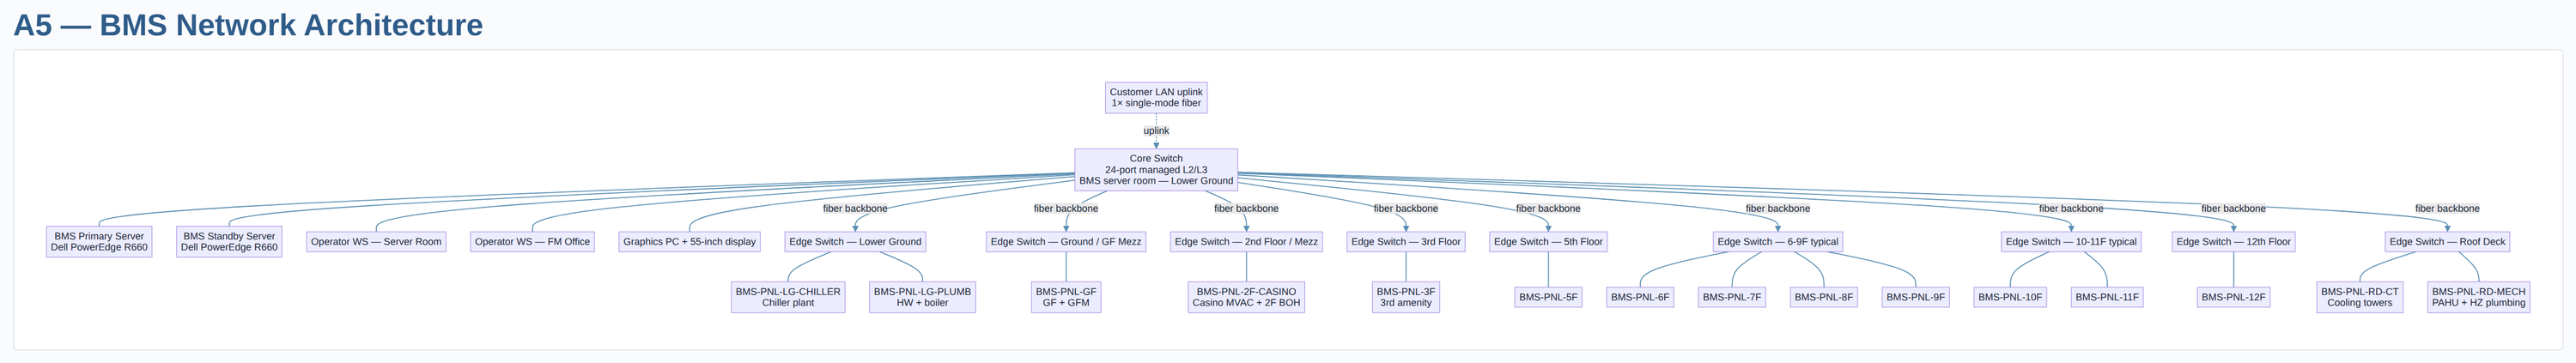 A5 — BMS Network Architecture
Customer LAN uplink
1× single-mode fiber
uplink
Core Switch
24-port managed L2/L3
BMS server room — Lower Ground
fiber backbone
fiber backbone
fiber backbone
fiber backbone
fiber backbone
fiber backbone
fiber backbone
fiber backbone
fiber backbone
BMS Primary Server
Dell PowerEdge R660
BMS Standby Server
Dell PowerEdge R660
Operator WS — Server Room
Operator WS — FM Office
Graphics PC + 55-inch display
Edge Switch — Lower Ground
Edge Switch — Ground / GF Mezz
Edge Switch — 2nd Floor / Mezz
Edge Switch — 3rd Floor
Edge Switch — 5th Floor
Edge Switch — 6-9F typical
Edge Switch — 10-11F typical
Edge Switch — 12th Floor
Edge Switch — Roof Deck
BMS-PNL-LG-CHILLER
Chiller plant
BMS-PNL-LG-PLUMB
HW + boiler
BMS-PNL-GF
GF + GFM
BMS-PNL-2F-CASINO
Casino MVAC + 2F BOH
BMS-PNL-3F
3rd amenity
BMS-PNL-5F
BMS-PNL-6F
BMS-PNL-7F
BMS-PNL-8F
BMS-PNL-9F
BMS-PNL-10F
BMS-PNL-11F
BMS-PNL-12F
BMS-PNL-RD-CT
Cooling towers
BMS-PNL-RD-MECH
PAHU + HZ plumbing